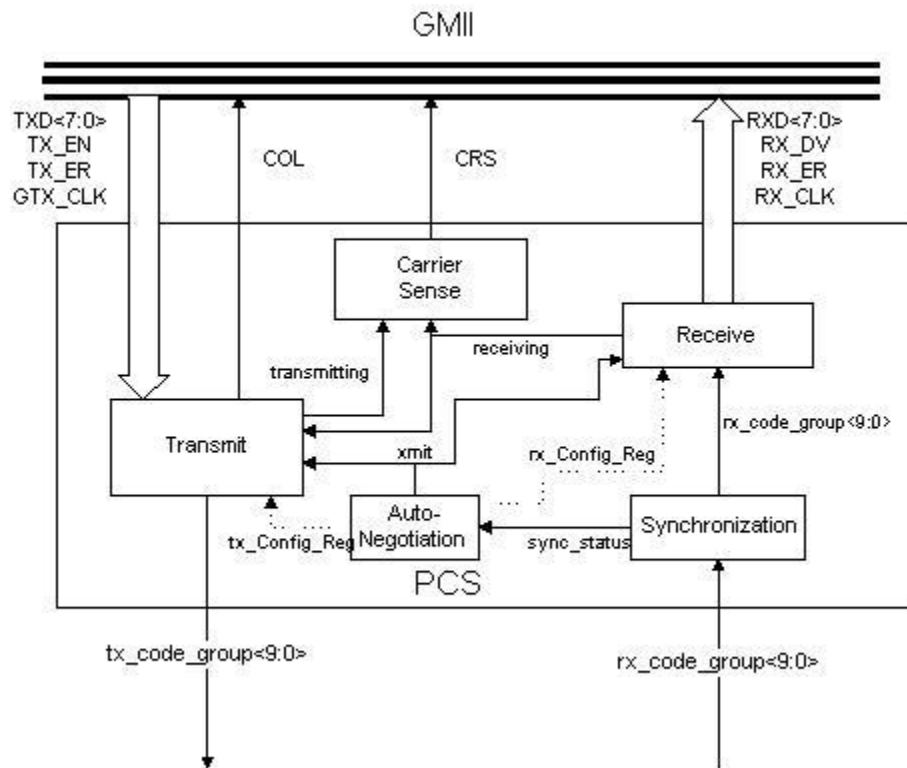 GMII
TXD<7:0>
TX_EN
TX_ER
GTX_CLK
COL
CRS
RXD<7:0>
RX_DV
RX_ER
RX_CLK
Carrier
Sense
Receive
receiving
transmitting
Transmit
xmit
rx_Config_Reg
rx_code_group<9:0>
Auto-
Negotiation
tx_Config_Reg
sync_status
Synchronization
PCS
tx_code_group<9:0>
rx_code_group<9:0>